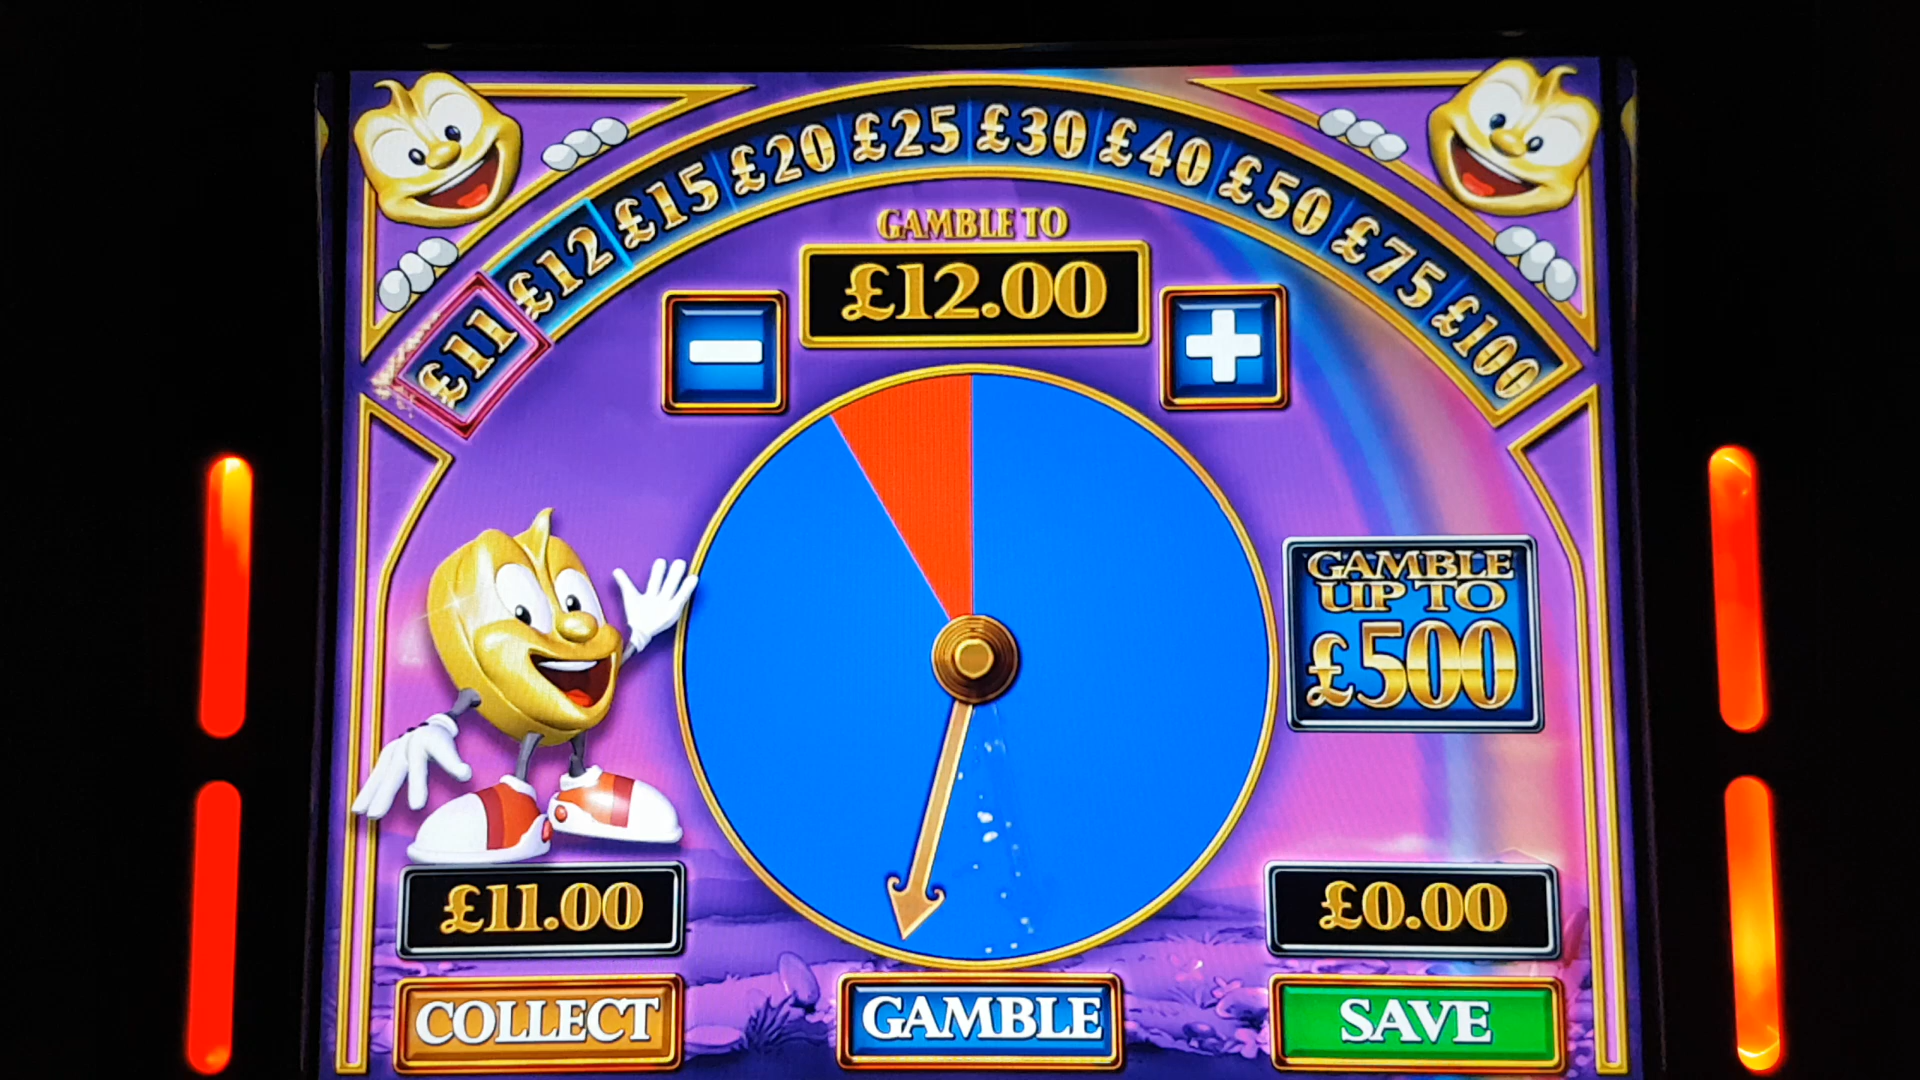 £11 £12 £15 £20 £25 £30 £40 £50 £75 £100
GAMBLE TO
£12.00
GAMBLE
UP TO
£500
£11.00
£0.00
COLLECT
GAMBLE
SAVE